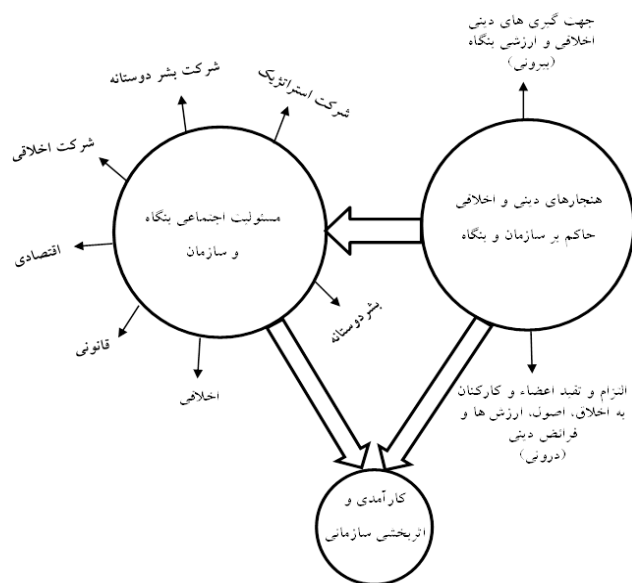 جهت گیری های دینی
اخلاقی و ارزشی بنگاه
(بیرونی)
شرکت استراتژیک
شرکت بشر دوستانه
شرکت اخلاقی
هنجارهای دینی و اخلاقی
حاکم بر سازمان و بنگاه
مسئولیت اجتماعی بنگاه
و سازمان
اقتصادی
قانونی
اخلاقی
بشردوستانه
التزام و تقید اعضاء و کارکنان
به اخلاق، اصول، ارزش ها و
فرائض دینی
(درونی)
کارآمدی و
اثربخشی سازمانی